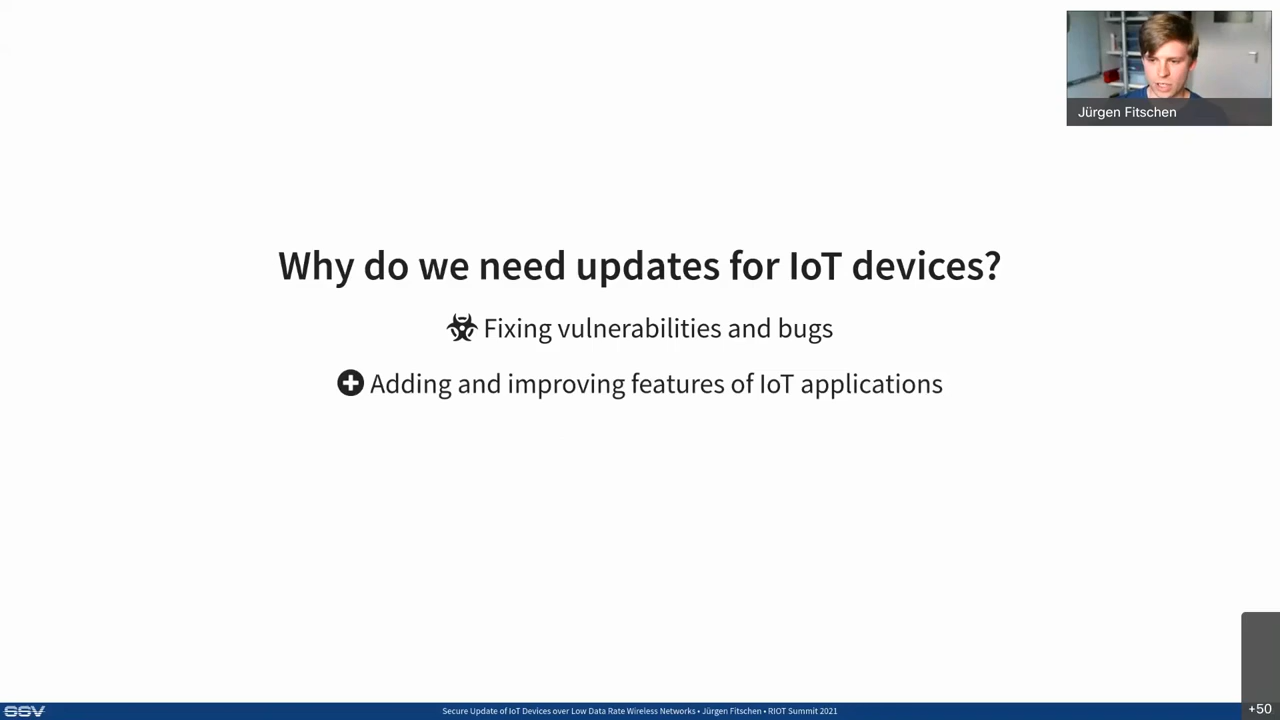 Jürgen Fitschen
Why do we need updates for IoT devices?
Fixing vulnerabilities and bugs
Adding and improving features of IoT applications
SSV
Secure Update of IoT Devices over Low Data Rate Wireless Networks • Jürgen Fitschen • RIOT Summit 2021
+50